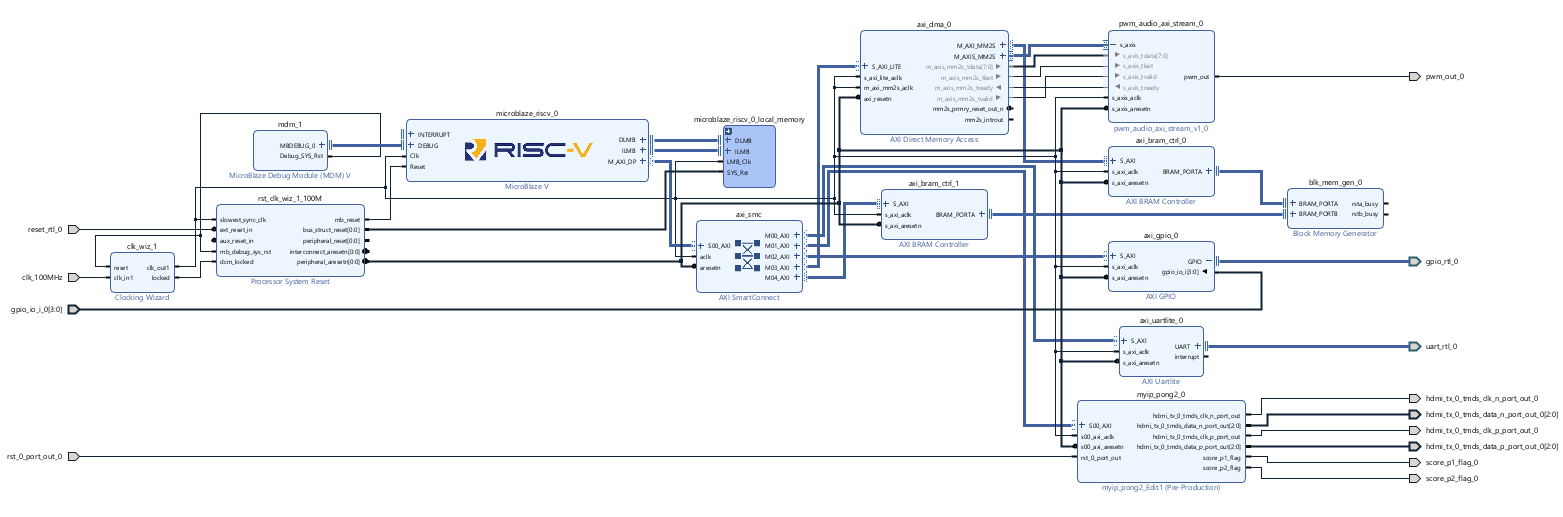 reset_rtl_0
clk_100MHz
gpio_io_i_0[3:0]
rst_0_port_out_0
clk_wiz_1
reset
clk_in1
clk_out1
locked
Clocking Wizard
mdm_1
MBDEBUG_0
Debug_SYS_Rst
MicroBlaze Debug Module (MDM) V
rst_clk_wiz_1_100M
slowest_sync_clk
ext_reset_in
aux_reset_in
mb_debug_sys_rst
dcm_locked
mb_reset
bus_struct_reset[0:0]
peripheral_reset[0:0]
interconnect_aresetn[0:0]
peripheral_aresetn[0:0]
Processor System Reset
microblaze_riscv_0
INTERRUPT
DEBUG
Clk
Reset
RISC-V
DLMB
ILMB
M_AXI_DP
MicroBlaze V
microblaze_riscv_0_local_memory
DLMB
ILMB
LMB_Clk
SYS_Rst
axi_smc
S00_AXI
aclk
aresetn
M00_AXI
M01_AXI
M02_AXI
M03_AXI
M04_AXI
AXI SmartConnect
axi_dma_0
S_AXI_LITE
s_axi_lite_aclk
m_axi_mm2s_aclk
axi_resetn
M_AXI_MM2S
M_AXIS_MM2S
m_axis_mm2s_tdata[7:0]
m_axis_mm2s_tlast
m_axis_mm2s_tready
m_axis_mm2s_tvalid
mm2s_prmry_reset_out_n
mm2s_introut
AXI Direct Memory Access
axi_bram_ctrl_1
S_AXI
s_axi_aclk
s_axi_aresetn
BRAM_PORTA
AXI BRAM Controller
pwm_audio_axi_stream_0
s_axis
s_axis_tdata[7:0]
s_axis_tlast
s_axis_tvalid
s_axis_tready
s_axis_aclk
s_axis_aresetn
pwm_out
pwm_audio_axi_stream_v1_0
axi_bram_ctrl_0
S_AXI
s_axi_aclk
s_axi_aresetn
BRAM_PORTA
AXI BRAM Controller
blk_mem_gen_0
BRAM_PORTA
BRAM_PORTB
rsta_busy
rstb_busy
Block Memory Generator
axi_gpio_0
S_AXI
s_axi_aclk
s_axi_aresetn
GPIO
gpio_io_i[3:0]
AXI GPIO
axi_uartlite_0
S_AXI
s_axi_aclk
s_axi_aresetn
UART
interrupt
AXI Uartlite
myip_pong2_0
S00_AXI
s00_axi_aclk
s00_axi_aresetn
rst_0_port_out
hdmi_tx_0_tmds_clk_n_port_out
hdmi_tx_0_tmds_data_n_port_out[2:0]
hdmi_tx_0_tmds_clk_p_port_out
hdmi_tx_0_tmds_data_p_port_out[2:0]
score_p1_flag
score_p2_flag
myip_pong2_Edit1 (Pre-Production)
pwm_out_0
gpio_rtl_0
uart_rtl_0
hdmi_tx_0_tmds_clk_n_port_out_0
hdmi_tx_0_tmds_data_n_port_out_0[2:0]
hdmi_tx_0_tmds_clk_p_port_out_0
hdmi_tx_0_tmds_data_p_port_out_0[2:0]
score_p1_flag_0
score_p2_flag_0